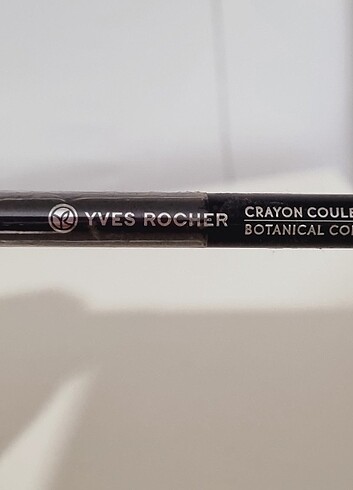 YVES ROCHER
CRAYON COULE
BOTANICAL CO